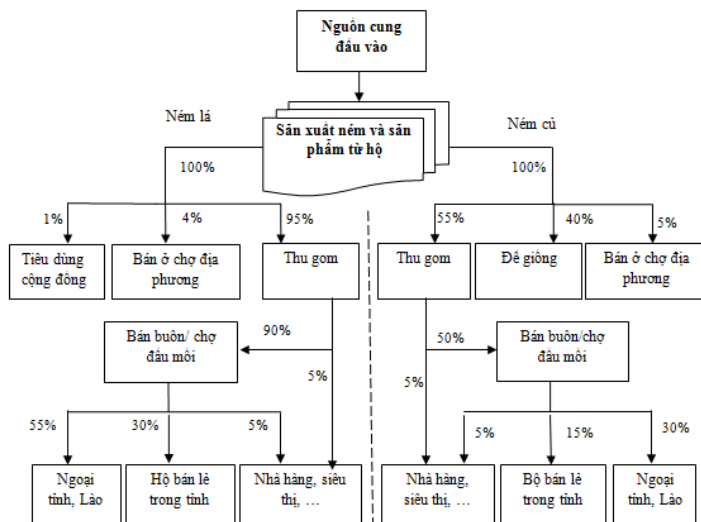 Nguồn cung
đầu vào
Ném lá
Ném củ
Sản xuất ném và sản
phẩm từ hộ
100%
100%
1%
4%
95%
55%
40%
5%
Tiêu dùng
cộng đồng
Bán ở chợ địa
phương
Thu gom
Thu gom
Để giống
Bán ở chợ địa
phương
Bán buôn/ chợ
đầu mối
90%
50%
Bán buôn/chợ
đầu mối
5%
5%
55%
30%
5%
5%
15%
30%
Ngoại
tỉnh, Lào
Hộ bán lẻ
trong tỉnh
Nhà hàng, siêu
thị, …
Nhà hàng,
siêu thị, …
Bộ bán lẻ
trong tỉnh
Ngoại
tỉnh, Lào